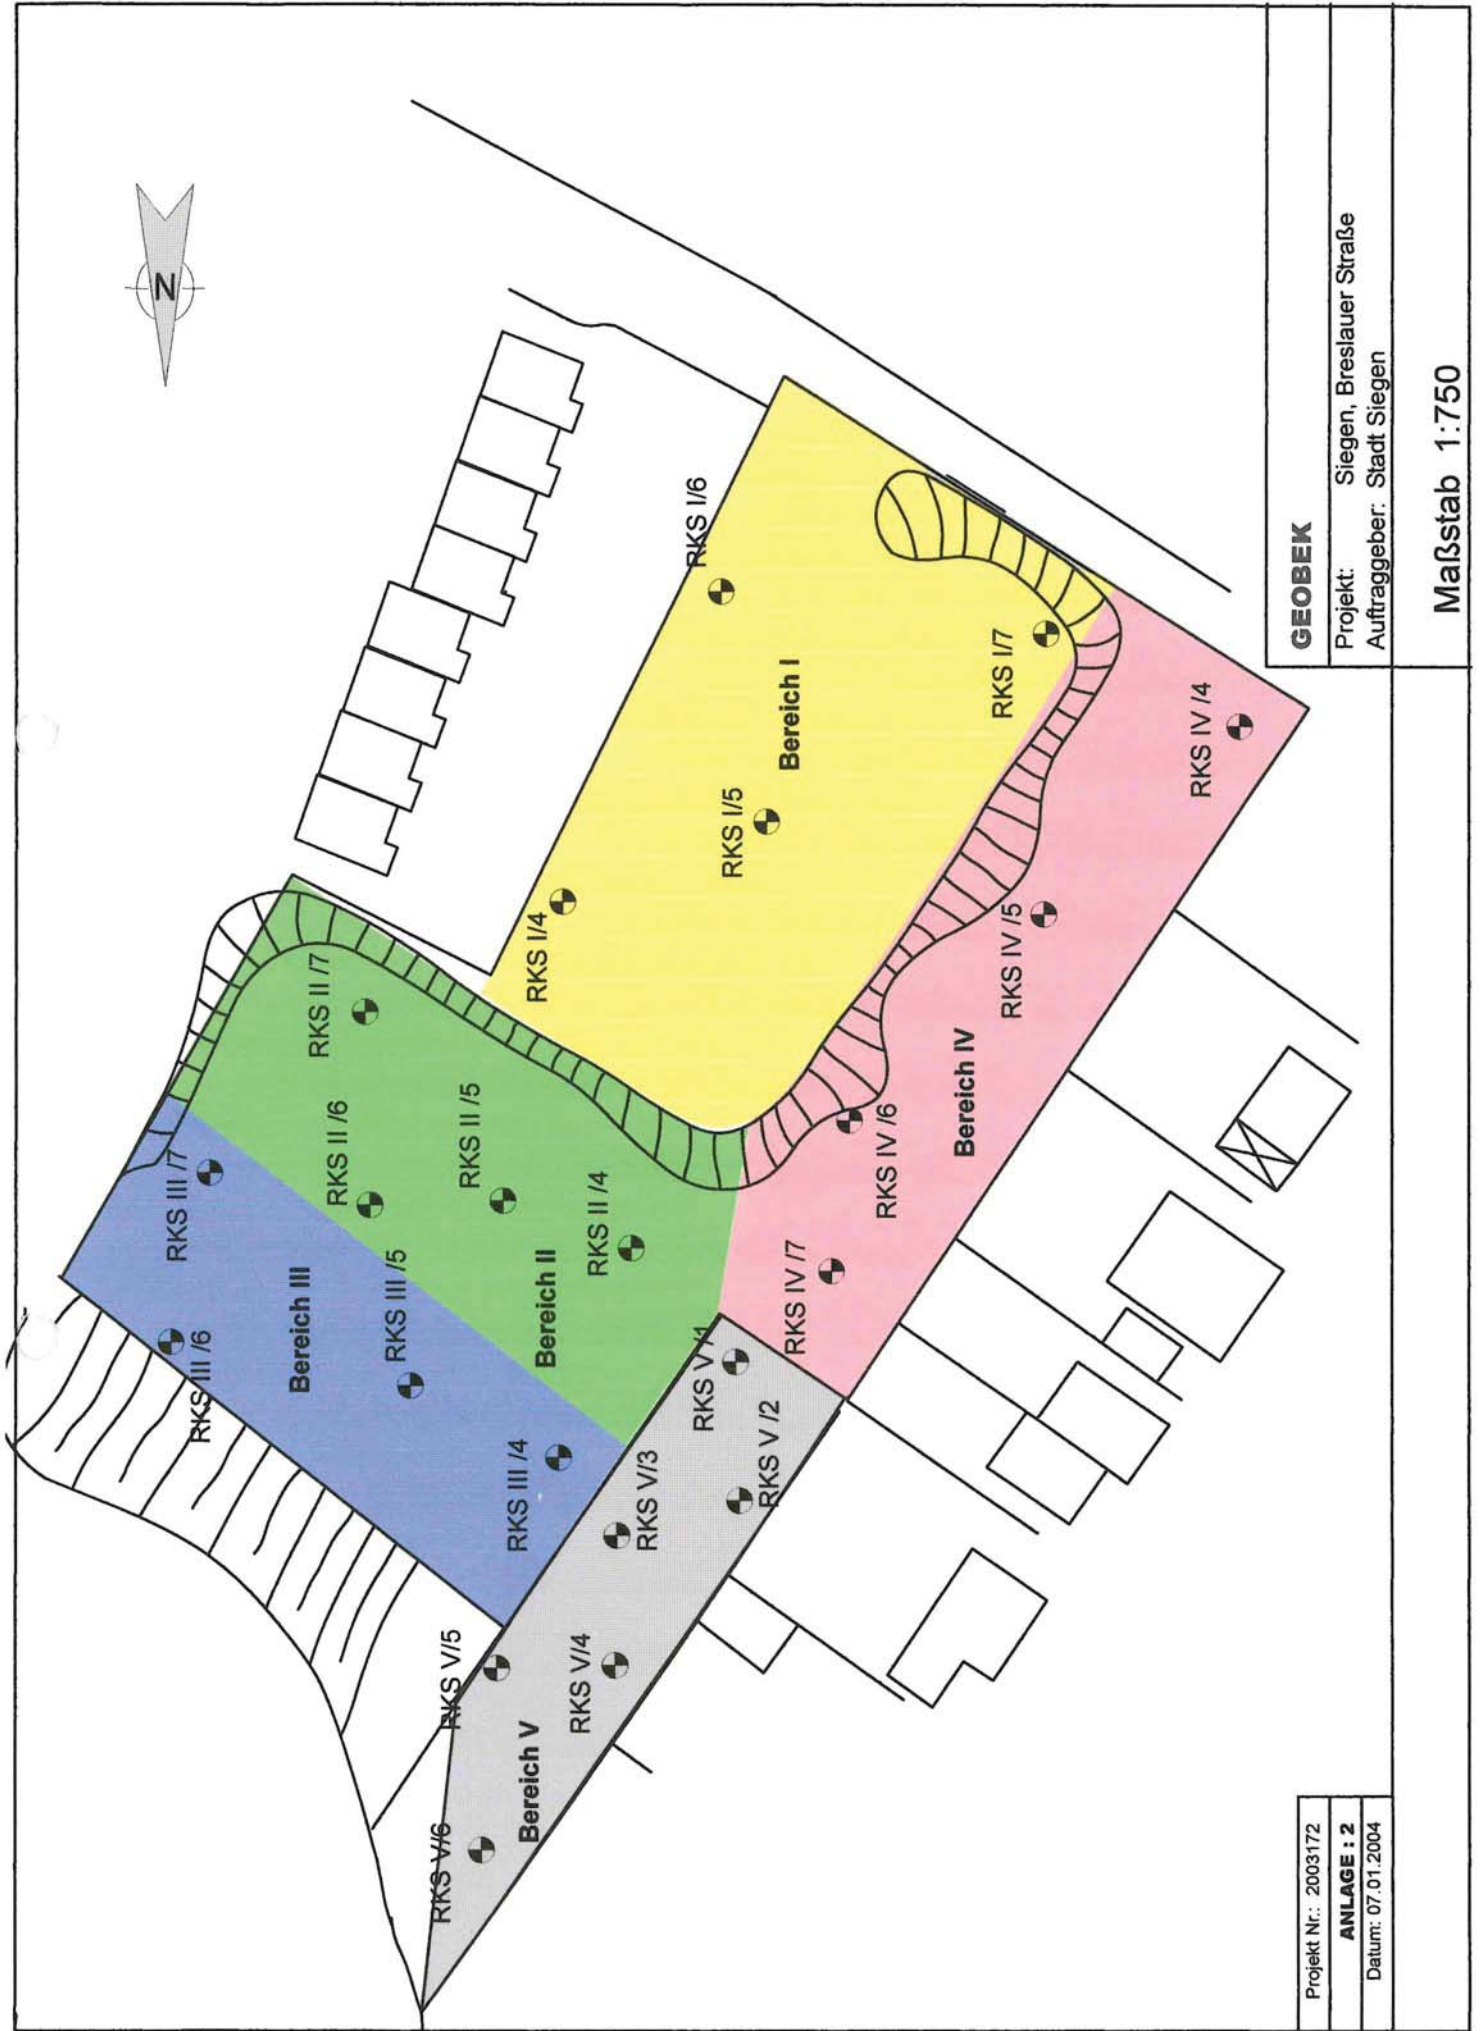 N
RKS I/6
RKS I/7
Bereich I
RKS I/5
RKS I/4
RKS IV /4
RKS IV /5
Bereich IV
RKS IV /6
RKS IV /7
RKS II /7
RKS II /6
RKS II /5
RKS II /4
Bereich II
RKS III /7
RKS III /6
Bereich III
RKS III /5
RKS III /4
RKS V /1
RKS V /2
RKS V/3
RKS V/4
RKS V/5
Bereich V
RKS V/6
GEOBEK
Projekt: Siegen, Breslauer Straße
Auftraggeber: Stadt Siegen
Maßstab 1:750
Projekt Nr.: 2003172
ANLAGE : 2
Datum: 07.01.2004